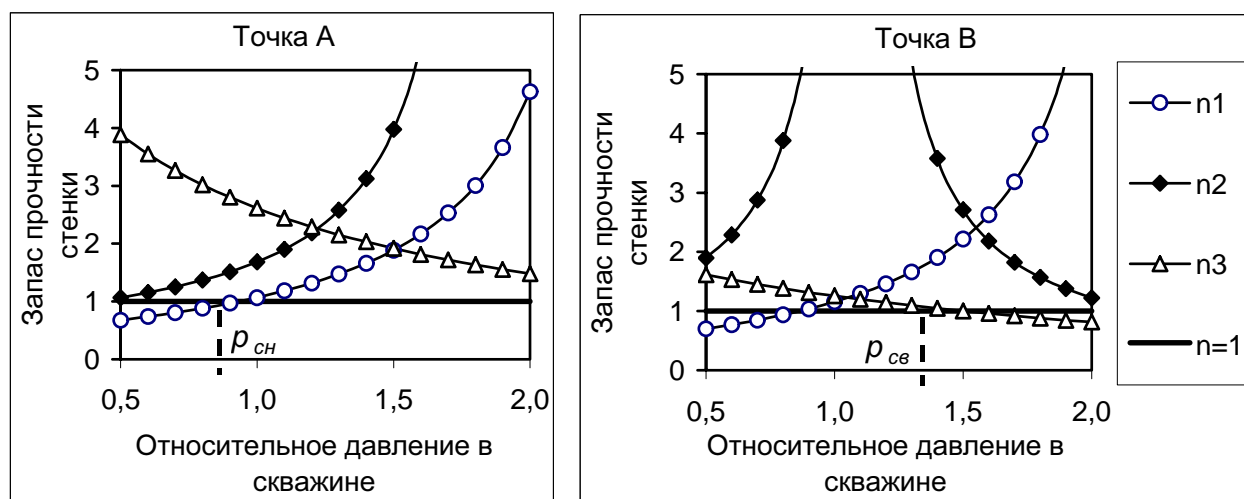 Точка А
Запас прочности
стенки
5
4
3
2
1
0
p сн
0,5
1,0
1,5
2,0
Относительное давление в
скважине
Точка В
Запас прочности
стенки
5
4
3
2
1
0
p св
0,5
1,0
1,5
2,0
Относительное давление в
скважине
n1
n2
n3
n=1